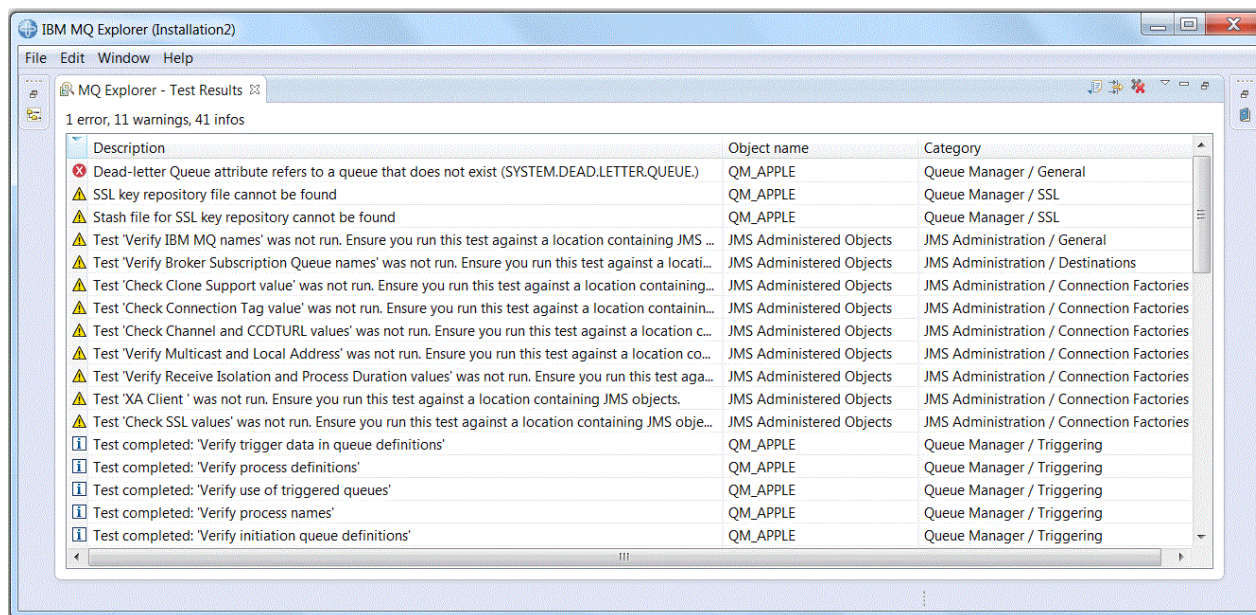 IBM MQ Explorer (Installation2)
File Edit Window Help
MQ Explorer - Test Results
1 error, 11 warnings, 41 infos
Description Object name Category
Dead-letter Queue attribute refers to a queue that does not exist (SYSTEM.DEAD.LETTER.QUEUE.) QM_APPLE Queue Manager / General
SSL key repository file cannot be found QM_APPLE Queue Manager / SSL
Stash file for SSL key repository cannot be found QM_APPLE Queue Manager / SSL
Test 'Verify IBM MQ names' was not run. Ensure you run this test against a location containing JMS ... JMS Administered Objects JMS Administration / General
Test 'Verify Broker Subscription Queue names' was not run. Ensure you run this test against a locati... JMS Administered Objects JMS Administration / Destinations
Test 'Check Clone Support value' was not run. Ensure you run this test against a location containing... JMS Administered Objects JMS Administration / Connection Factories
Test 'Check Connection Tag value' was not run. Ensure you run this test against a location containin... JMS Administered Objects JMS Administration / Connection Factories
Test 'Check Channel and CCDTURL values' was not run. Ensure you run this test against a location c... JMS Administered Objects JMS Administration / Connection Factories
Test 'Verify Multicast and Local Address' was not run. Ensure you run this test against a location co... JMS Administered Objects JMS Administration / Connection Factories
Test 'Verify Receive Isolation and Process Duration values' was not run. Ensure you run this test aga... JMS Administered Objects JMS Administration / Connection Factories
Test 'XA Client ' was not run. Ensure you run this test against a location containing JMS objects. JMS Administered Objects JMS Administration / Connection Factories
Test 'Check SSL values' was not run. Ensure you run this test against a location containing JMS obje... JMS Administered Objects JMS Administration / Connection Factories
Test completed: 'Verify trigger data in queue definitions' QM_APPLE Queue Manager / Triggering
Test completed: 'Verify process definitions' QM_APPLE Queue Manager / Triggering
Test completed: 'Verify use of triggered queues' QM_APPLE Queue Manager / Triggering
Test completed: 'Verify process names' QM_APPLE Queue Manager / Triggering
Test completed: 'Verify initiation queue definitions' QM_APPLE Queue Manager / Triggering